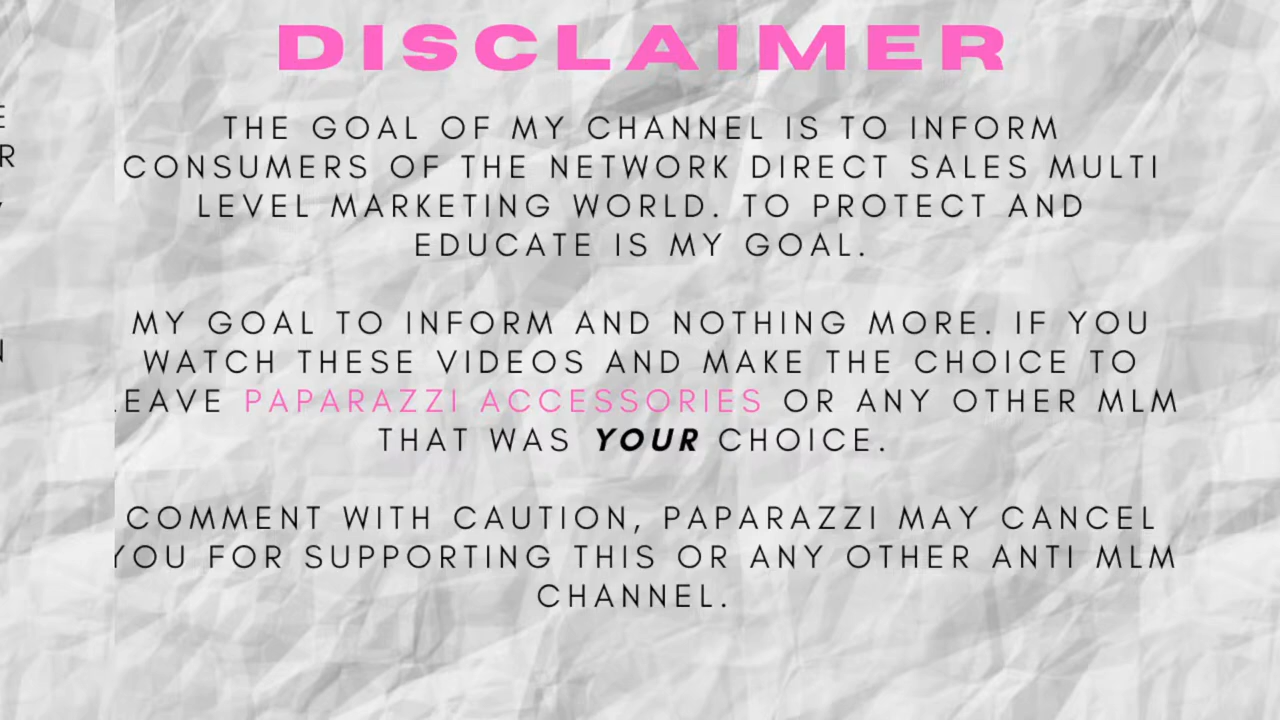 DISCLAIMER
THE GOAL OF MY CHANNEL IS TO INFORM
CONSUMERS OF THE NETWORK DIRECT SALES MULTI
LEVEL MARKETING WORLD. TO PROTECT AND
EDUCATE IS MY GOAL.
MY GOAL TO INFORM AND NOTHING MORE. IF YOU
WATCH THESE VIDEOS AND MAKE THE CHOICE TO
LEAVE PAPARAZZI ACCESSORIES OR ANY OTHER MLM
THAT WAS YOUR CHOICE.
COMMENT WITH CAUTION, PAPARAZZI MAY CANCEL
YOU FOR SUPPORTING THIS OR ANY OTHER ANTI MLM
CHANNEL.